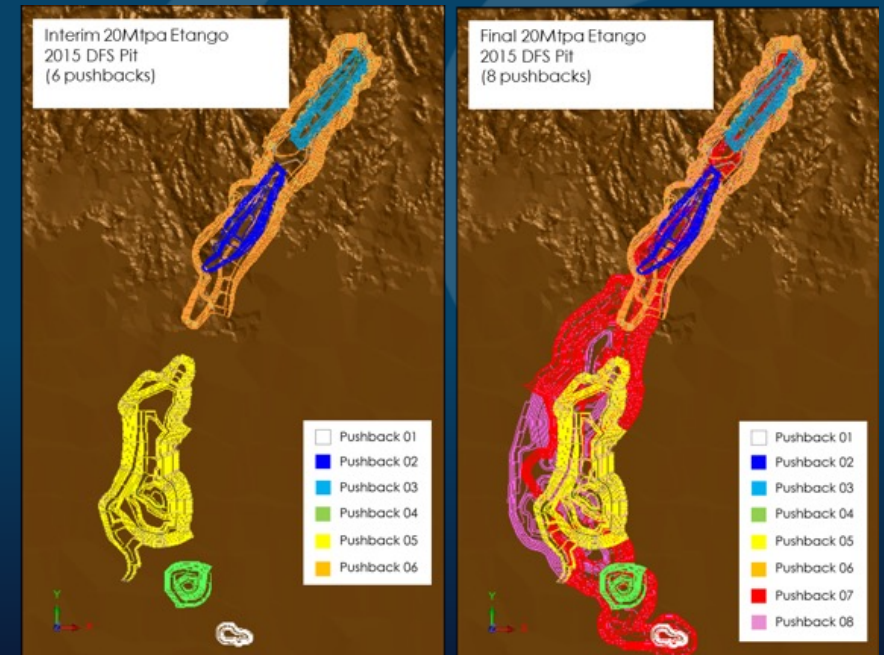 Interim 20Mtpa Etango
2015 DFS Pit
(6 pushbacks)
Pushback 01
Pushback 02
Pushback 03
Pushback 04
Pushback 05
Pushback 06
Y
X
Final 20Mtpa Etango
2015 DFS Pit
(8 pushbacks)
Pushback 01
Pushback 02
Pushback 03
Pushback 04
Pushback 05
Pushback 06
Pushback 07
Pushback 08
Y
X